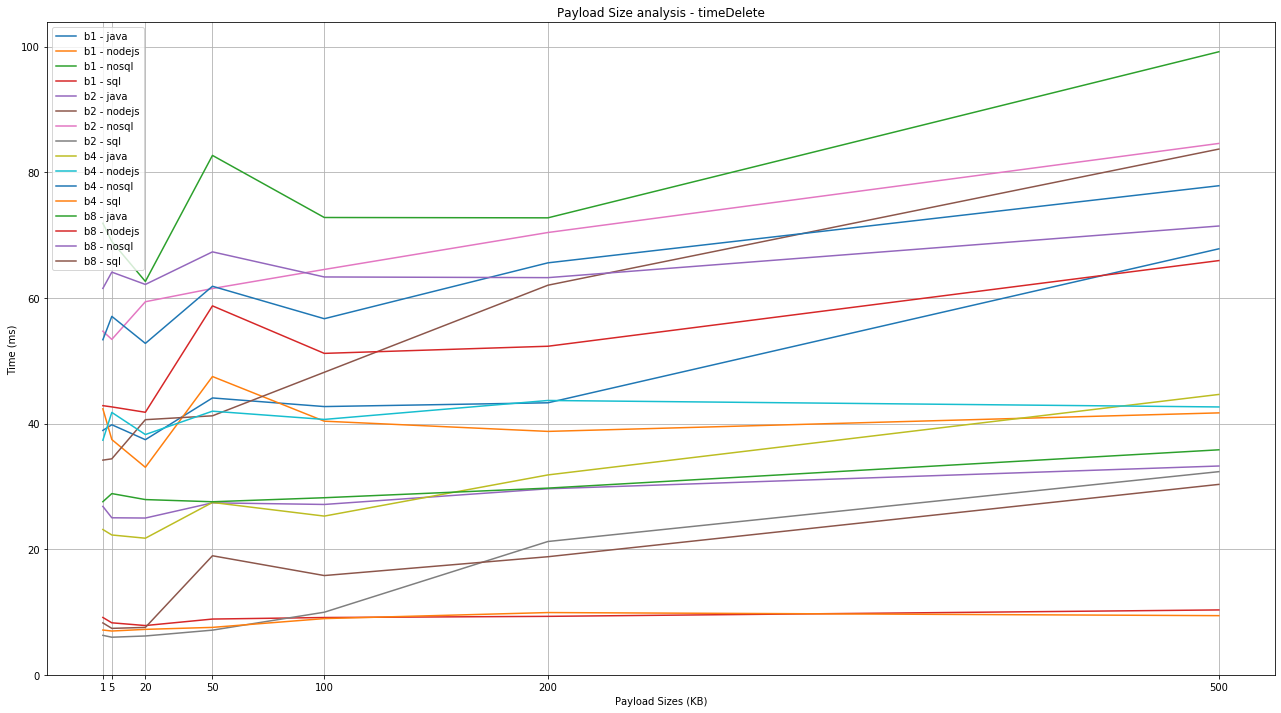 Payload Size analysis - timeDelete
b1 - java
b1 - nodejs
b1 - nosql
b1 - sql
b2 - java
b2 - nodejs
b2 - nosql
b2 - sql
b4 - java
b4 - nodejs
b4 - nosql
b4 - sql
b8 - java
b8 - nodejs
b8 - nosql
b8 - sql
100
80
60
40
20
0
Time (ms)
1 5 20 50 100 200 500
Payload Sizes (KB)